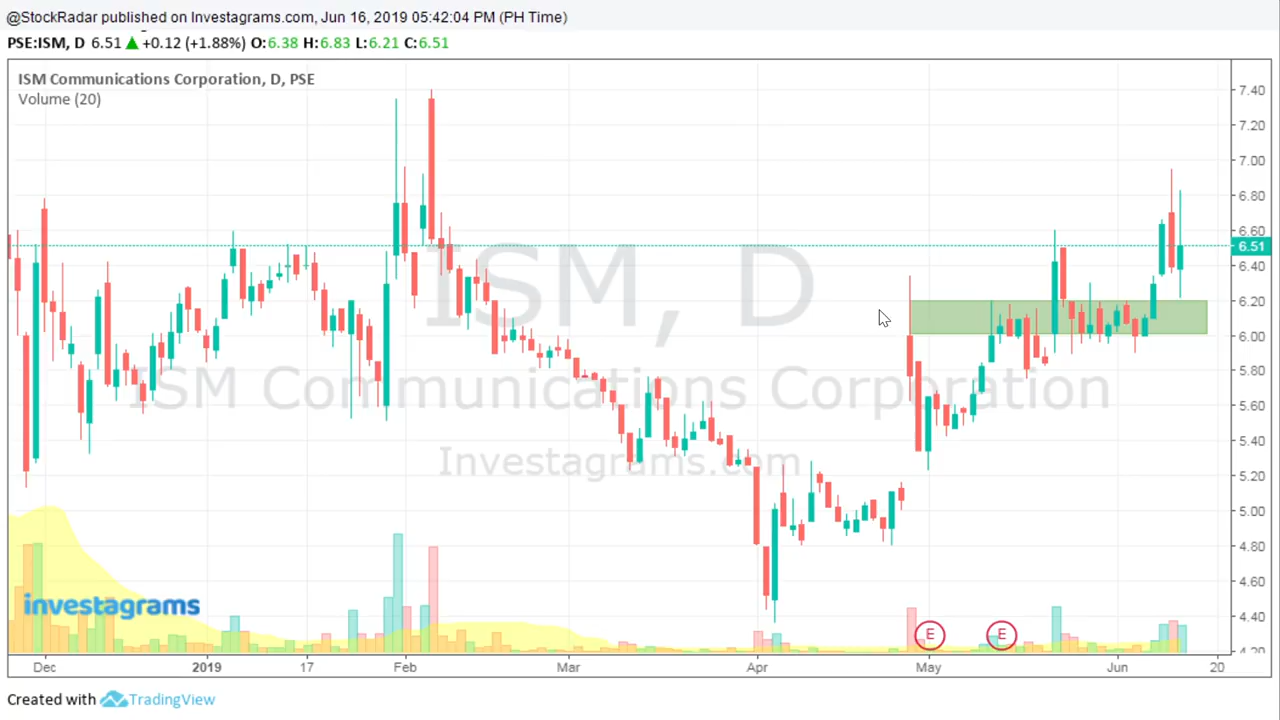 @StockRadar published on Investagrams.com, Jun 16, 2019 05:42:04 PM (PH Time)
PSE:ISM, D 6.51 ▲ +0.12 (+1.88%) O:6.38 H:6.83 L:6.21 C:6.51
ISM Communications Corporation, D, PSE
Volume (20)
7.40
7.20
7.00
6.80
6.60
6.51
6.40
6.20
6.00
5.80
5.60
5.40
5.20
5.00
4.80
4.60
4.40
4.20
ISM, D
ISM Communications Corporation
Investagrams.com
investagrams
E E
Dec 2019 17 Feb Mar Apr May Jun 20
Created with TradingView